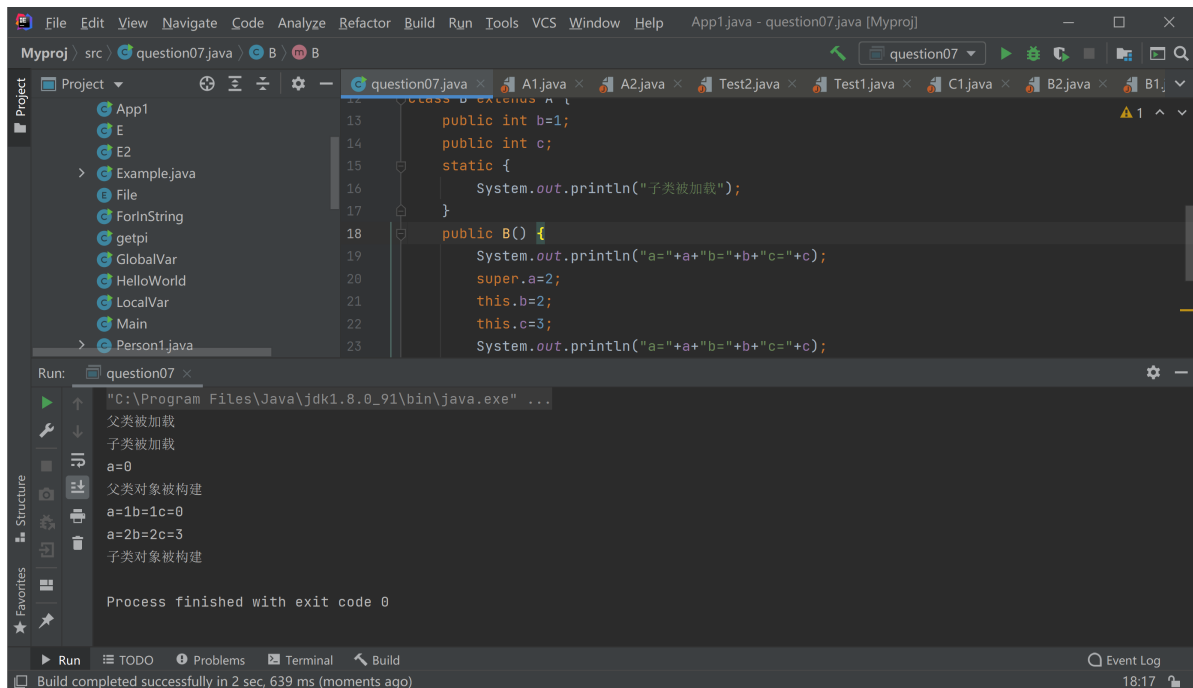 File Edit View Navigate Code Analyze Refactor Build Run Tools VCS Window Help App1.java - question07.java [Myproj]
Myproj src question07.java B B question07
Project Project question07.java A1.java A2.java Test2.java Test1.java C1.java B2.java B1.j
App1
E
E2
Example.java
File
ForInString
getpi
GlobalVar
HelloWorld
LocalVar
Main
Person1.java
12 class B extends A {
13 public int b=1;
14 public int c;
15 static {
16 System.out.println("子类被加载");
17 }
18 public B() {
19 System.out.println("a="+a+"b="+b+"c="+c);
20 super.a=2;
21 this.b=2;
22 this.c=3;
23 System.out.println("a="+a+"b="+b+"c="+c);
1
Run: question07
"C:\Program Files\Java\jdk1.8.0_91\bin\java.exe" ...
父类被加载
子类被加载
a=0
父类对象被构建
a=1b=1c=0
a=2b=2c=3
子类对象被构建
Process finished with exit code 0
Structure
Favorites
Run TODO Problems Terminal Build Event Log
Build completed successfully in 2 sec, 639 ms (moments ago) 18:17